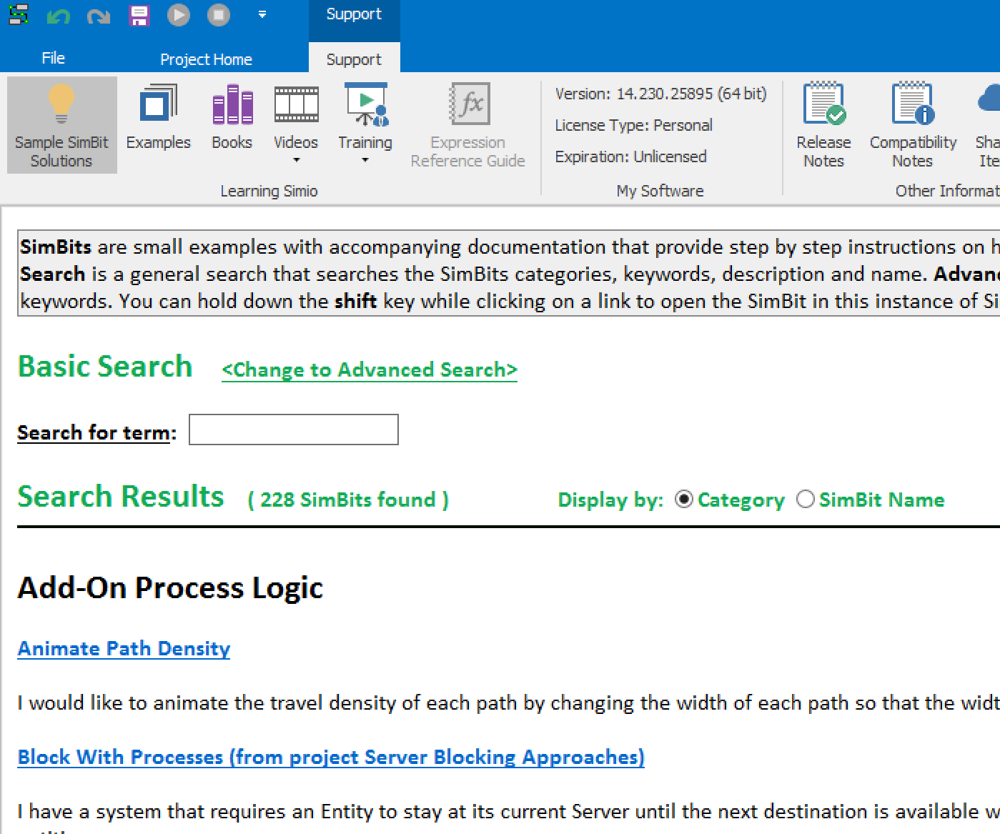 Support
File
Project Home
Support
Sample SimBit
Solutions
Examples
Books
Videos
Training
Expression
Reference Guide
Learning Simio
Version: 14.230.25895 (64 bit)
License Type: Personal
Expiration: Unlicensed
My Software
Release
Notes
Compatibility
Notes
Sha
Ite
Other Informat
SimBits are small examples with accompanying documentation that provide step by step instructions on h
Search is a general search that searches the SimBits categories, keywords, description and name. Advanc
keywords. You can hold down the shift key while clicking on a link to open the SimBit in this instance of Si
Basic Search <Change to Advanced Search>
Search for term:
Search Results ( 228 SimBits found ) Display by: Category SimBit Name
Add-On Process Logic
Animate Path Density
I would like to animate the travel density of each path by changing the width of each path so that the widt
Block With Processes (from project Server Blocking Approaches)
I have a system that requires an Entity to stay at its current Server until the next destination is available w